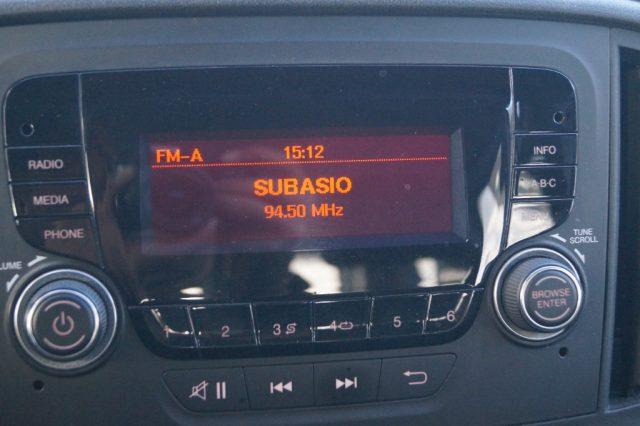 FM-A 15:12
SUBASIO
94.50 MHz
RADIO
MEDIA
PHONE
INFO
A·B·C
MENU
TUNE
SCROLL
BROWSE
ENTER
1 2 3 4 5 6